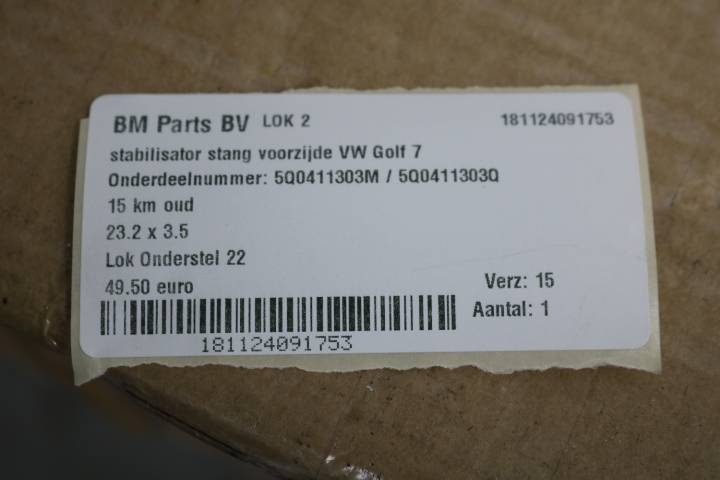 BM Parts BV LOK 2 181124091753
stabilisator stang voorzijde VW Golf 7
Onderdeelnummer: 5Q0411303M / 5Q0411303Q
15 km oud
23.2 x 3.5
Lok Onderstel 22
49.50 euro
Verz: 15
Aantal: 1
181124091753